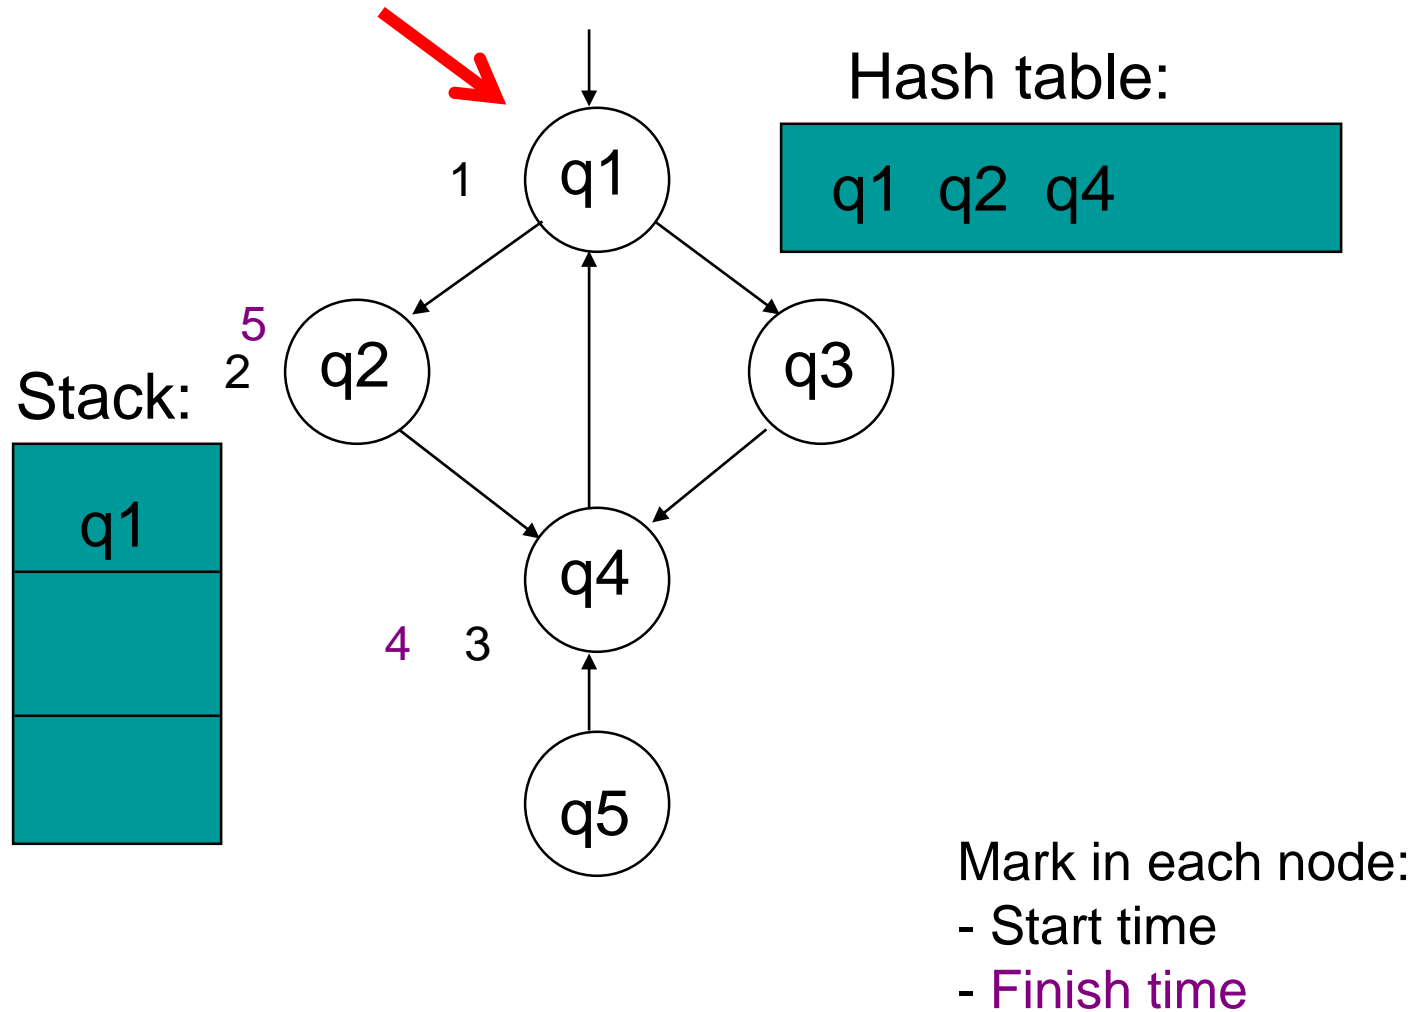 Hash table:
q1 q2 q4
1
q1
5
2
q2
q3
Stack:
q1
q4
4 3
q5
Mark in each node:
- Start time
- Finish time